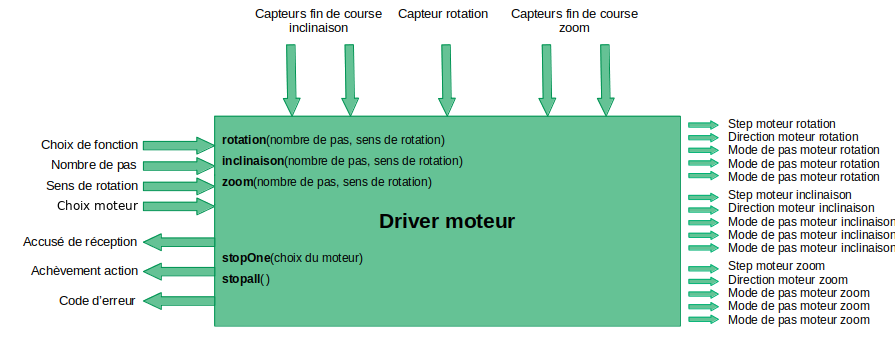 Capteurs fin de course
inclinaison
Capteur rotation
Capteurs fin de course
zoom
Choix de fonction
Nombre de pas
Sens de rotation
Choix moteur
Accusé de réception
Achèvement action
Code d'erreur
rotation(nombre de pas, sens de rotation)
inclinaison(nombre de pas, sens de rotation)
zoom(nombre de pas, sens de rotation)
Driver moteur
stopOne(choix du moteur)
stopall()
Step moteur rotation
Direction moteur rotation
Mode de pas moteur rotation
Mode de pas moteur rotation
Mode de pas moteur rotation
Step moteur inclinaison
Direction moteur inclinaison
Mode de pas moteur inclinaison
Mode de pas moteur inclinaison
Mode de pas moteur inclinaison
Step moteur zoom
Direction moteur zoom
Mode de pas moteur zoom
Mode de pas moteur zoom
Mode de pas moteur zoom